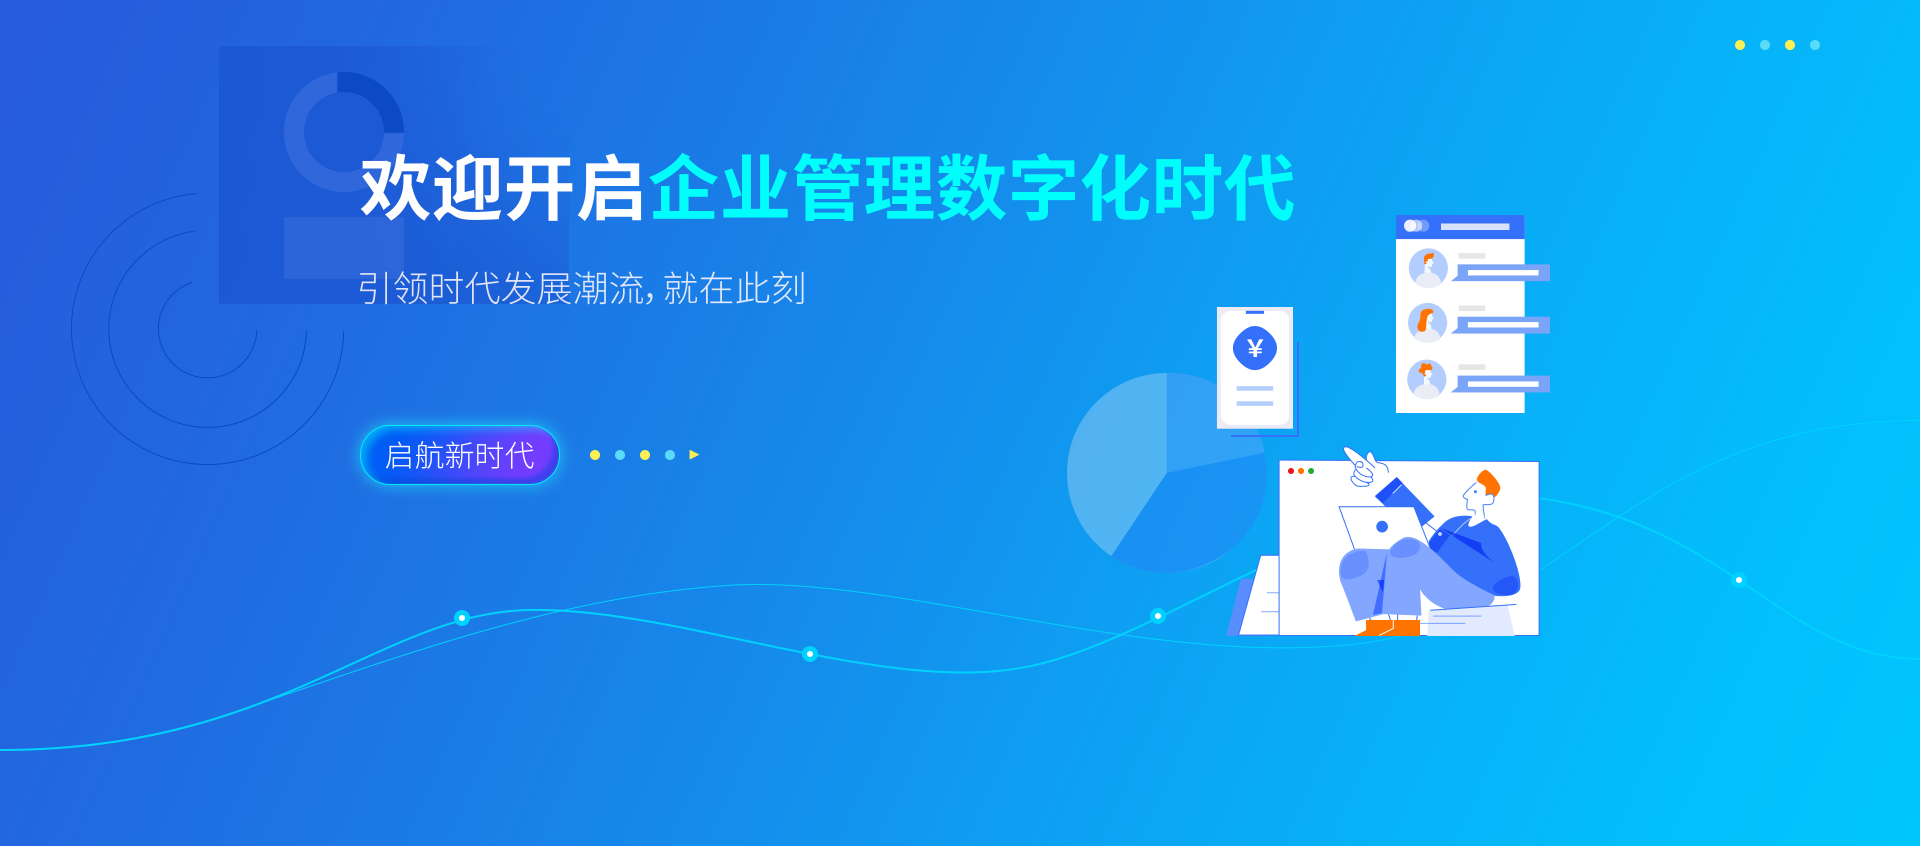 欢迎开启企业管理数字化时代
引领时代发展潮流，就在此刻
启航新时代
¥